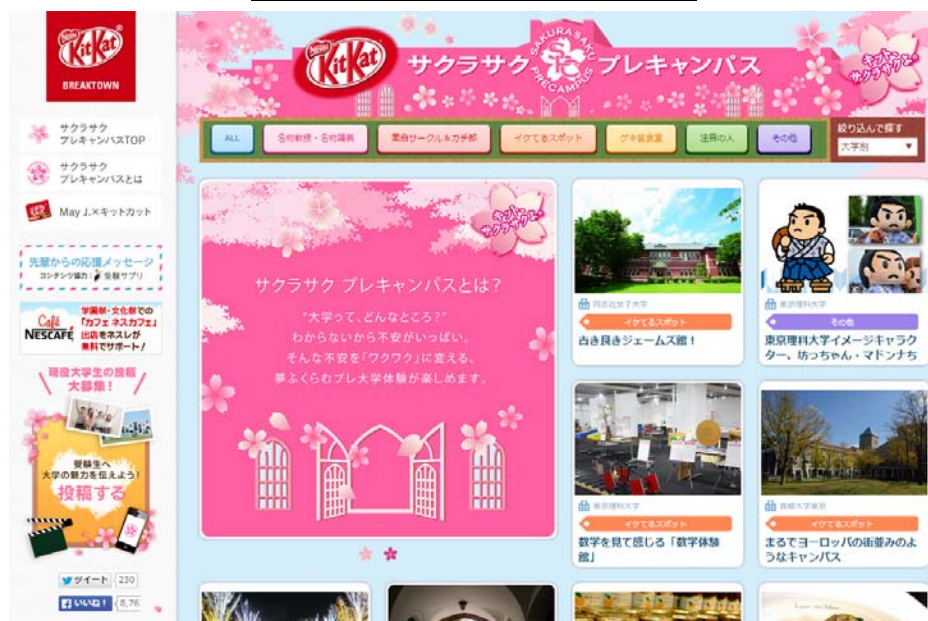 Nestlé
KitKat
BREAKTOWN
サクラサク
プレキャンパスTOP
サクラサク
プレキャンパスとは
May J.×キットカット
先輩からの応援メッセージ
コンテンツ協力:受験サプリ
Café
NESCAFÉ
学園祭・文化祭での
「カフェ ネスカフェ」
出店をネスレが
無料でサポート!
現役大学生の投稿
大募集!
受験生へ
大学の魅力を伝えよう!
投稿する
ツイート 230
いいね!
Nestlé
KitKat
サクラサク
SAKURASAKU
PRECAMPUS
プレキャンパス
キット、
サクラサクよ。
ALL
名物教授・名物講義
面白サークル&ガチ部
イケてるスポット
ゲキ旨食堂
注目の人
その他
絞り込んで探す
大学別
キット、
サクラサクよ。
サクラサク プレキャンパスとは?
“大学って、どんなところ?”
わからないから不安がいっぱい。
そんな不安を「ワクワク」に変える、
夢ふくらむプレ大学体験が楽しめます。
同志社女子大学
イケてるスポット
古き良きジェームズ館!
東京理科大学
その他
東京理科大学イメージキャラク
ター、坊っちゃん・マドンナち
東京理科大学
イケてるスポット
数学を見て感じる「数学体験
館」
首都大学東京
イケてるスポット
まるでヨーロッパの街並みのよ
うなキャンパス